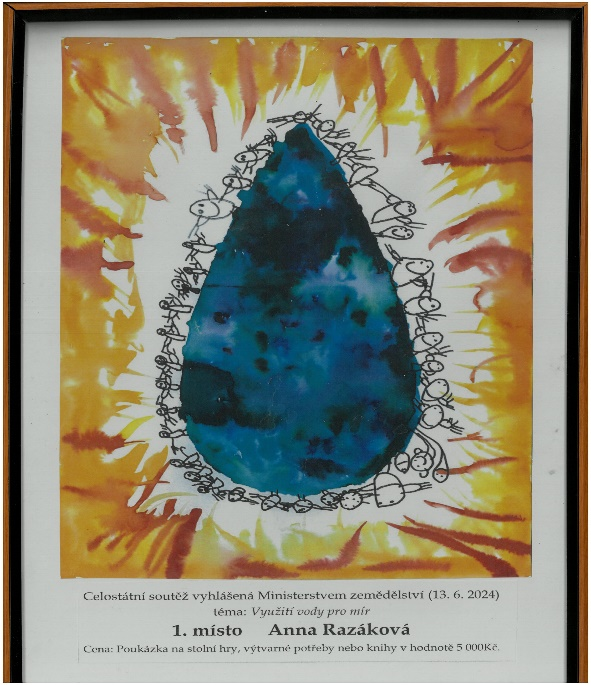 Celostátní soutěž vyhlášená Ministerstvem zemědělství (13. 6. 2024)
téma: Využití vody pro mír
1. místo Anna Razáková
Cena: Poukázka na stolní hry, výtvarné potřeby nebo knihy v hodnotě 5 000Kč.